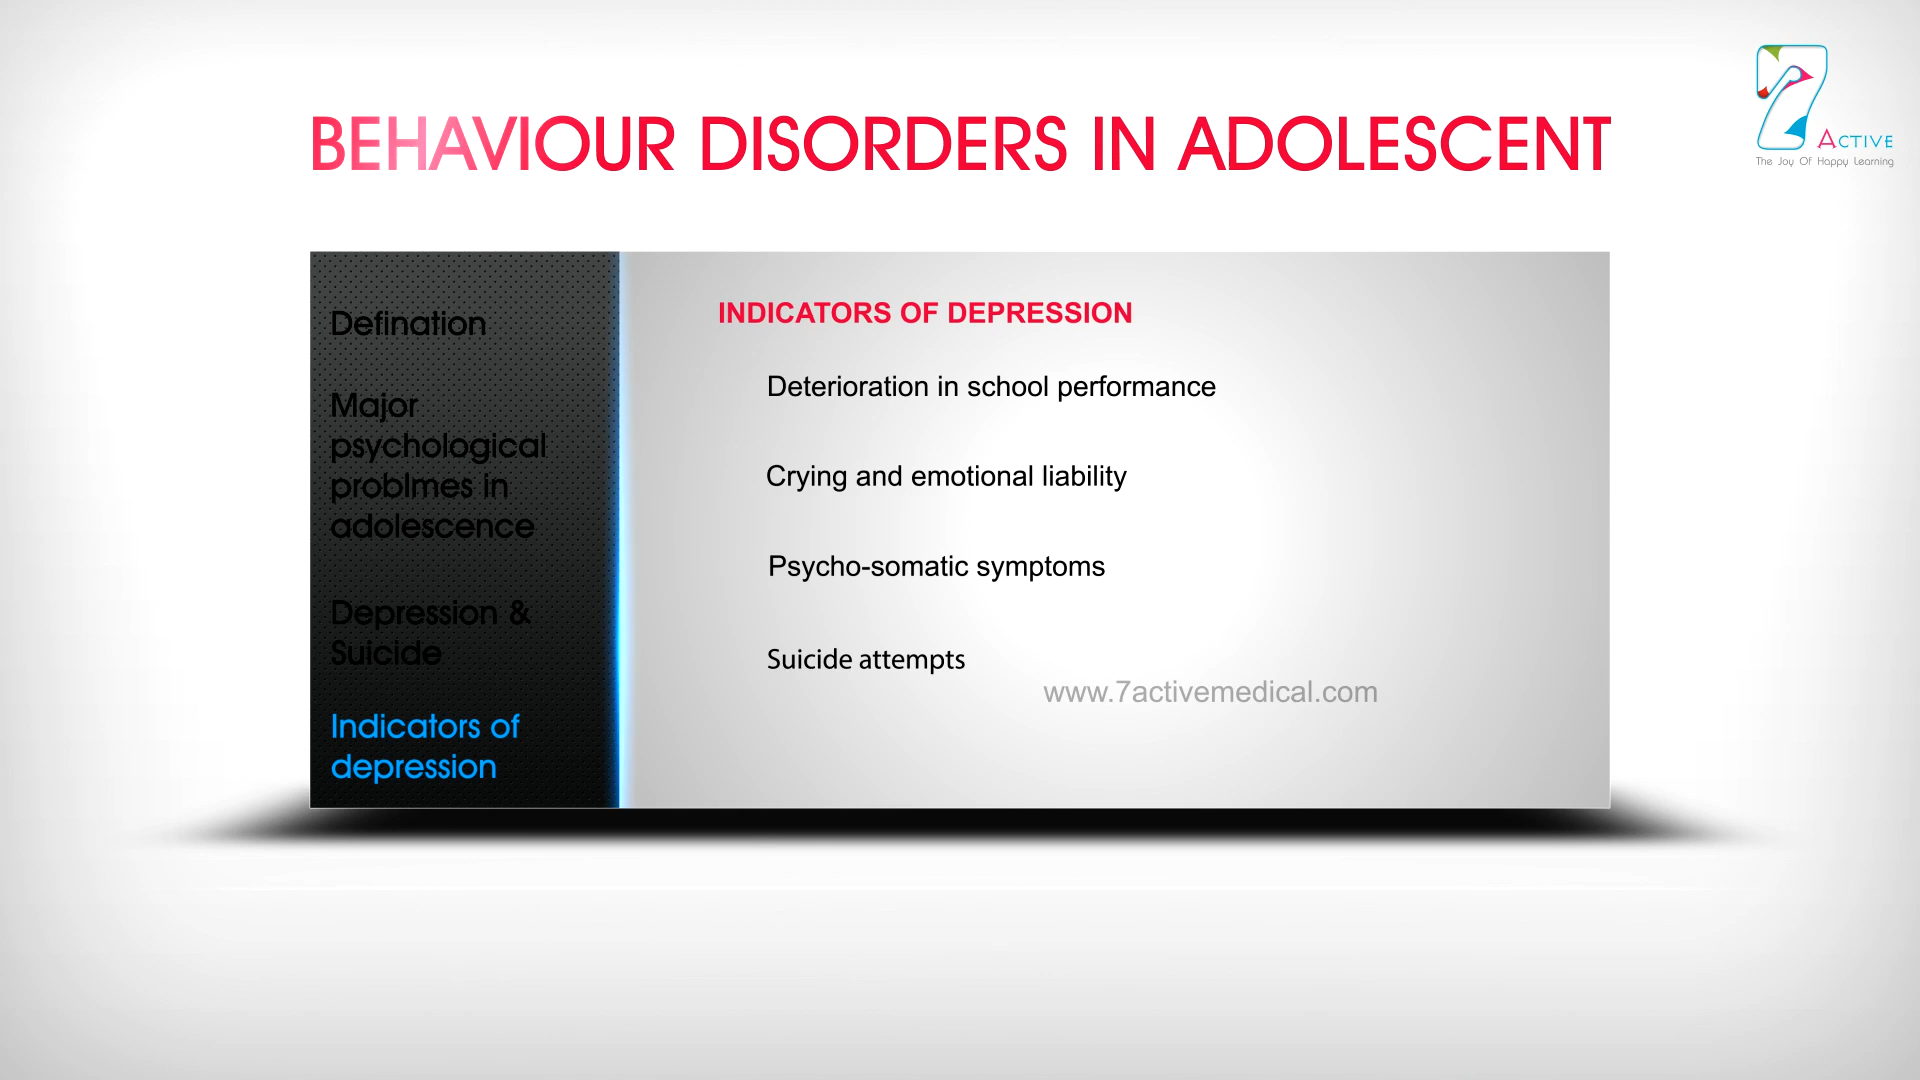 BEHAVIOUR DISORDERS IN ADOLESCENT
7 ACTIVE
The Joy Of Happy Learning
Defination
Major
psychological
problmes in
adolescence
Depression &
Suicide
Indicators of
depression
INDICATORS OF DEPRESSION
Deterioration in school performance
Crying and emotional liability
Psycho-somatic symptoms
Suicide attempts
www.7activemedical.com